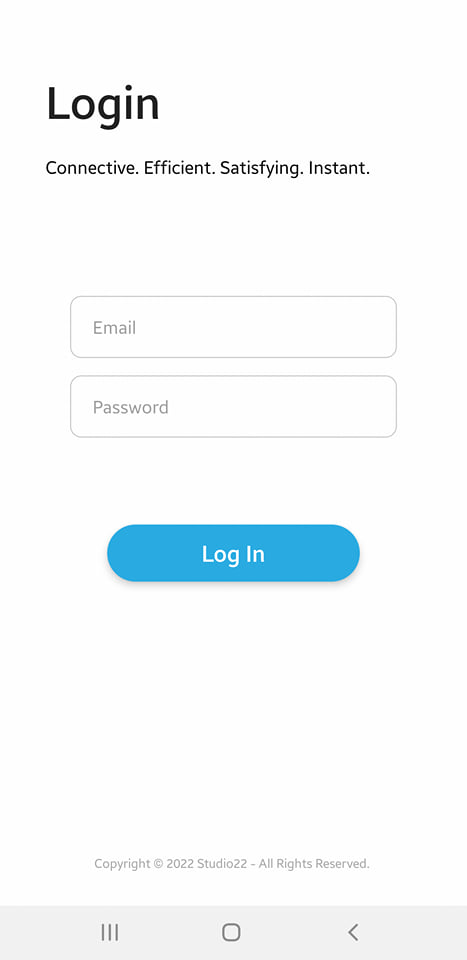 Login
Connective. Efficient. Satisfying. Instant.
Email
Password
Log In
Copyright © 2022 Studio22 - All Rights Reserved.